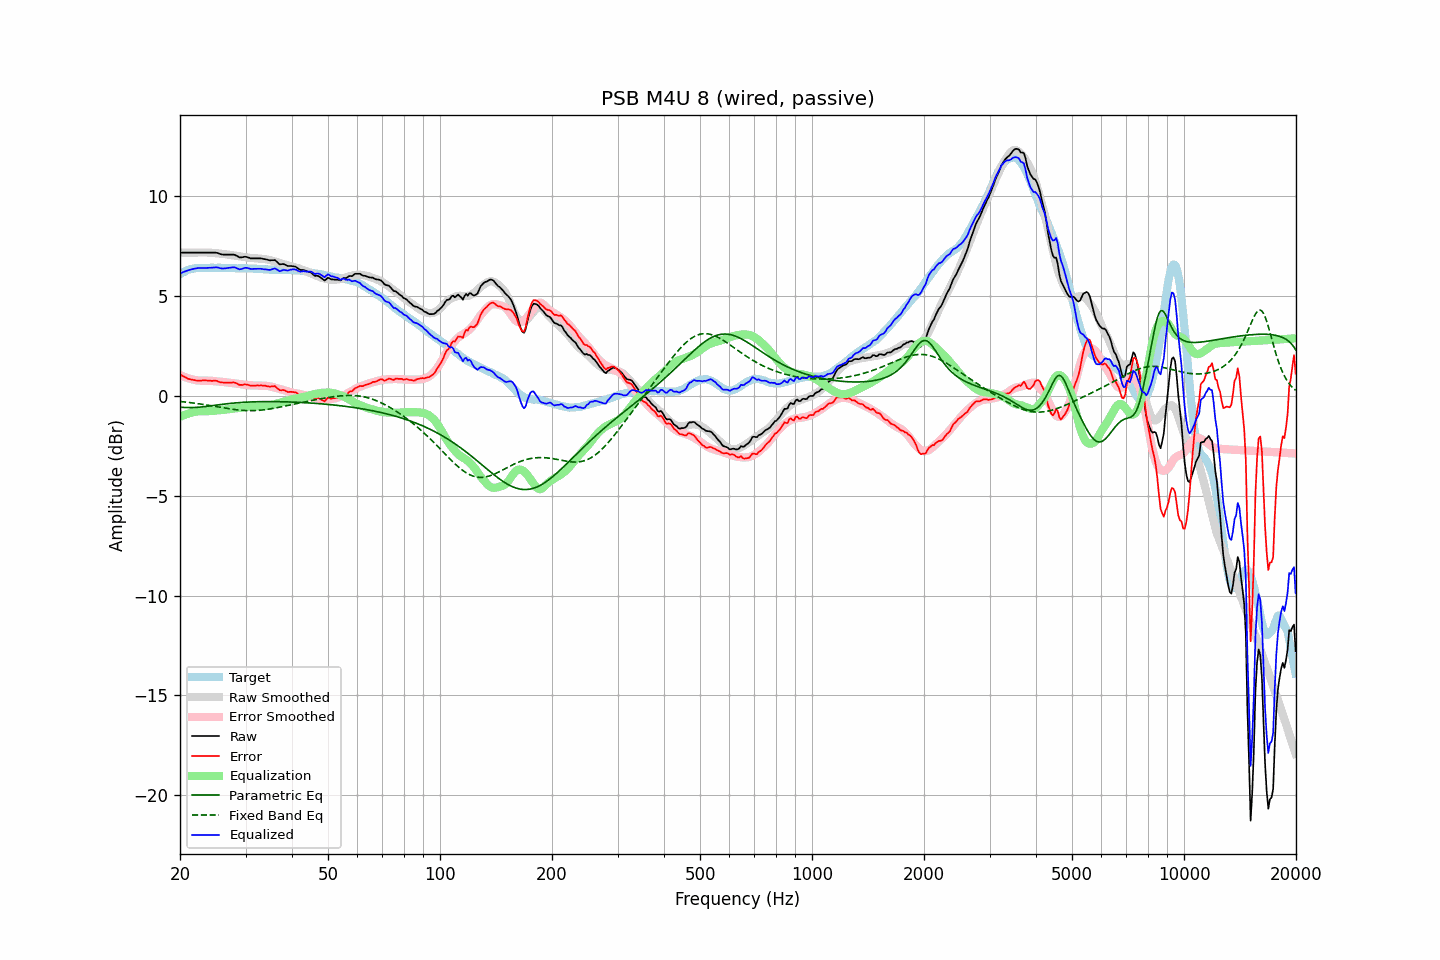 PSB M4U 8 (wired, passive)
10
5
0
−5
−10
−15
−20
Amplitude (dBr)
Target
Raw Smoothed
Error Smoothed
Raw
Error
Equalization
Parametric Eq
Fixed Band Eq
Equalized
20 50 100 200 500 1000 2000 5000 10000 20000
Frequency (Hz)